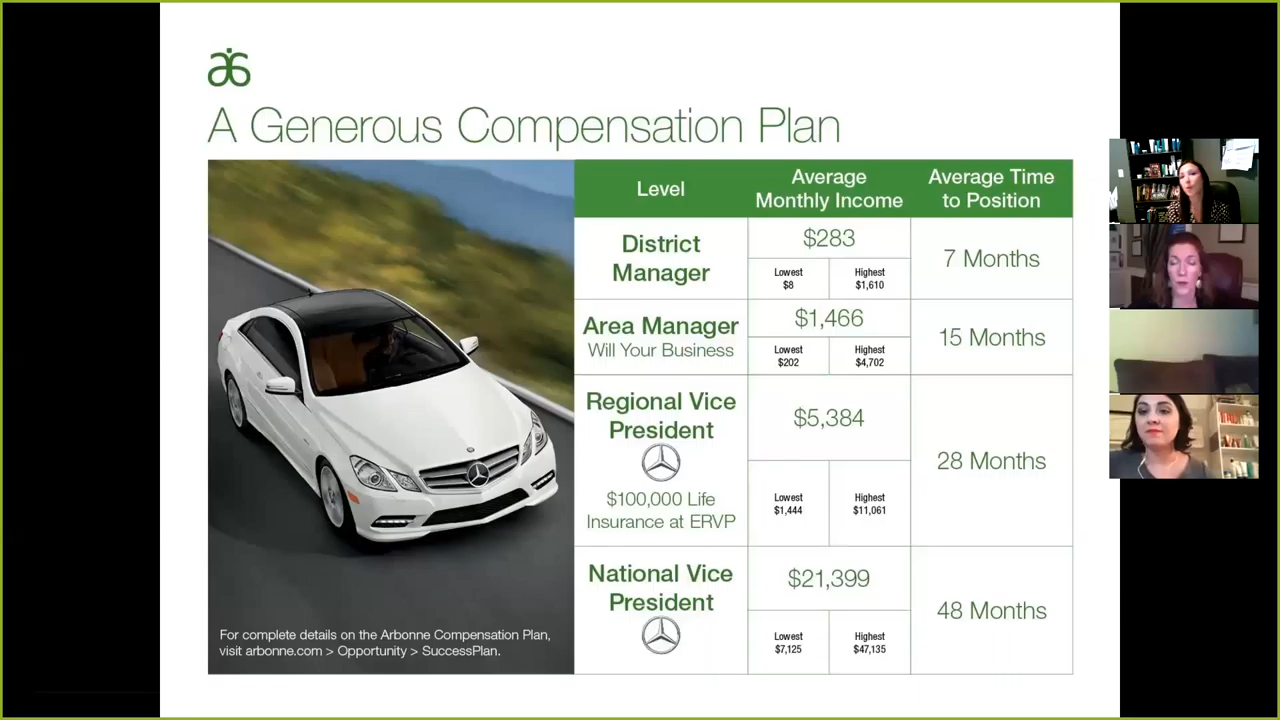 A Generous Compensation Plan
Level
Average
Monthly Income
Average Time
to Position
District
Manager
$283
Lowest
$8
Highest
$1,610
7 Months
Area Manager
Will Your Business
$1,466
Lowest
$202
Highest
$4,702
15 Months
Regional Vice
President
$100,000 Life
Insurance at ERVP
$5,384
Lowest
$1,444
Highest
$11,061
28 Months
National Vice
President
$21,399
Lowest
$7,125
Highest
$47,135
48 Months
For complete details on the Arbonne Compensation Plan,
visit arbonne.com > Opportunity > SuccessPlan.